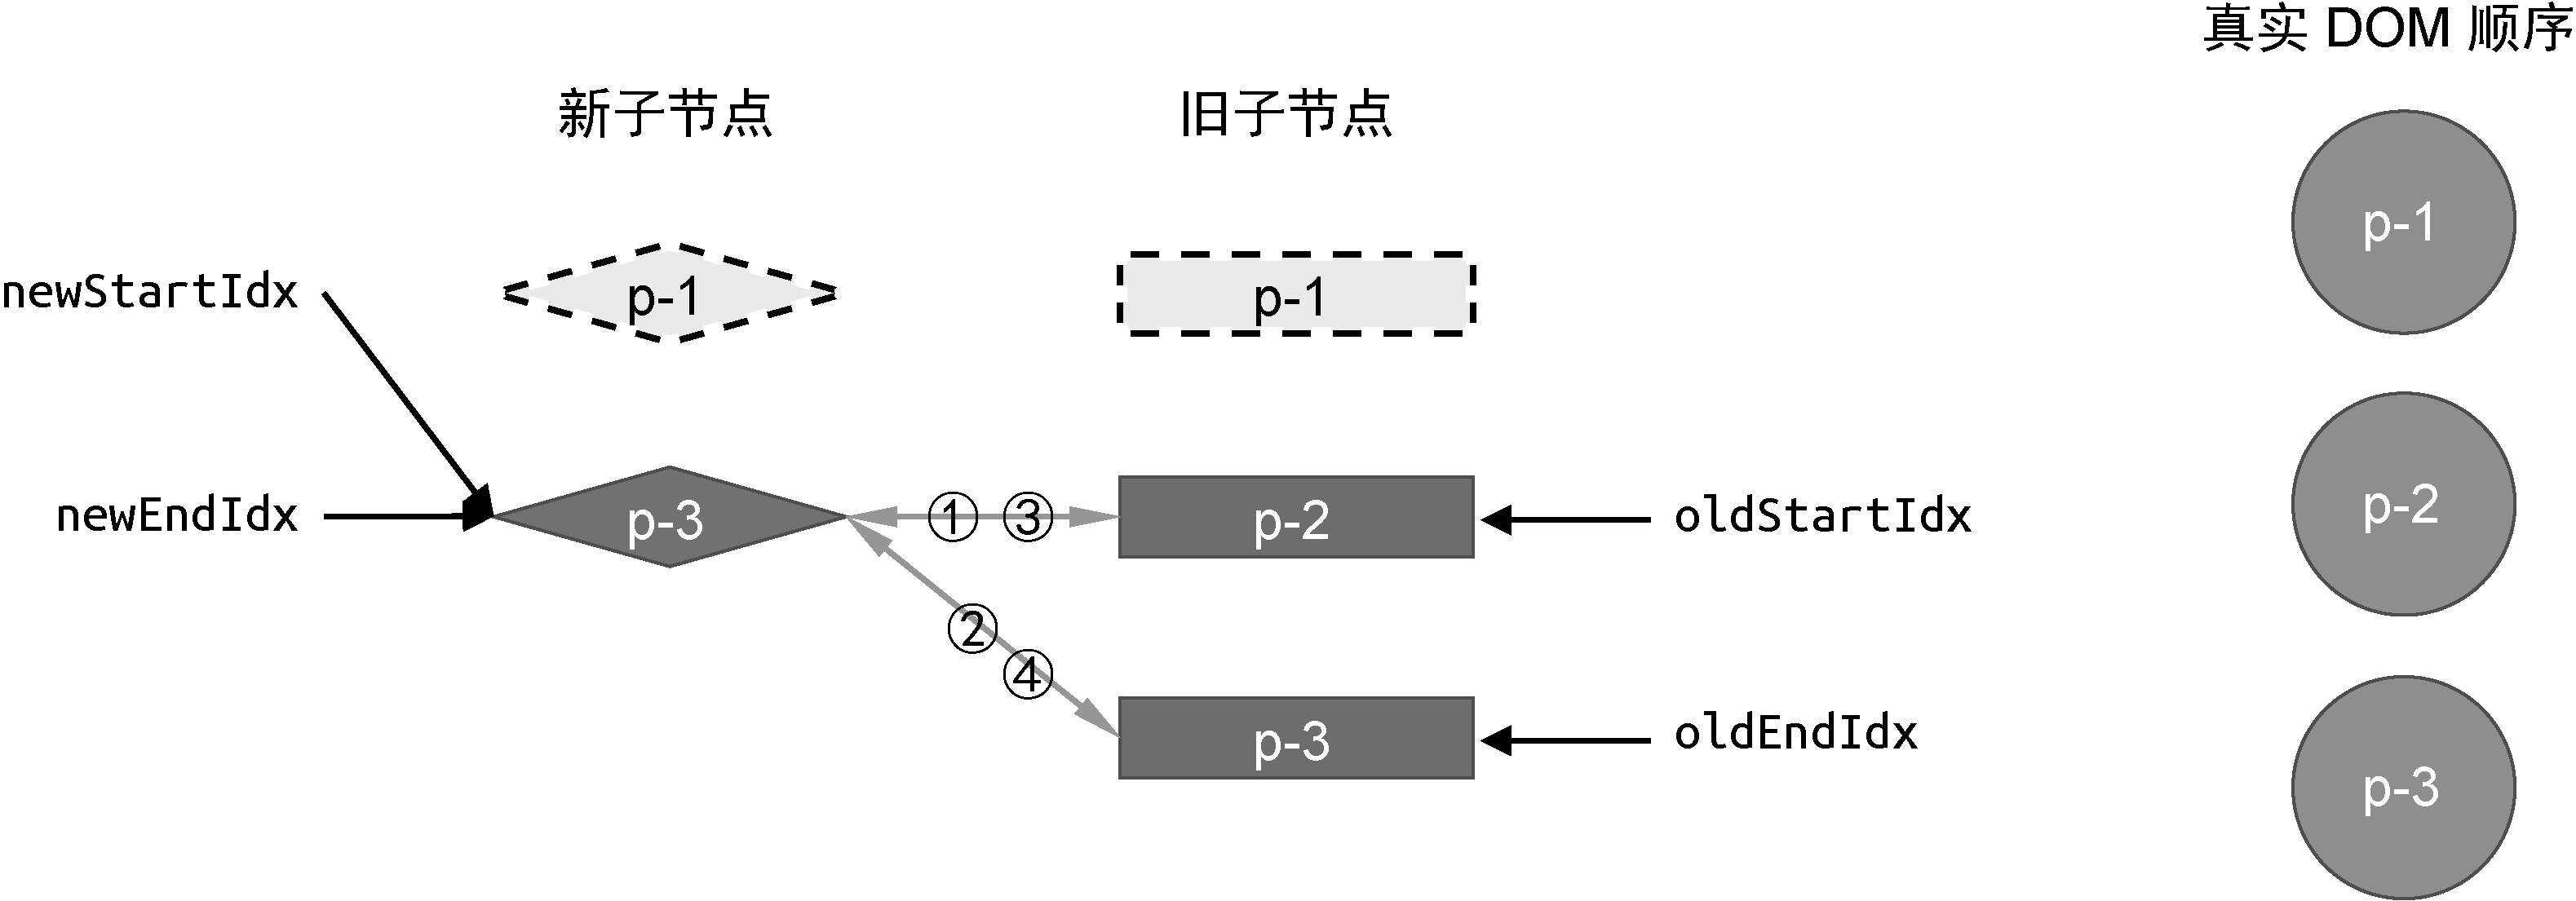 真实 DOM 顺序
新子节点
旧子节点
p-1
newStartIdx
p-1
p-1
newEndIdx
p-3
①
③
p-2
oldStartIdx
p-2
②
④
p-3
oldEndIdx
p-3